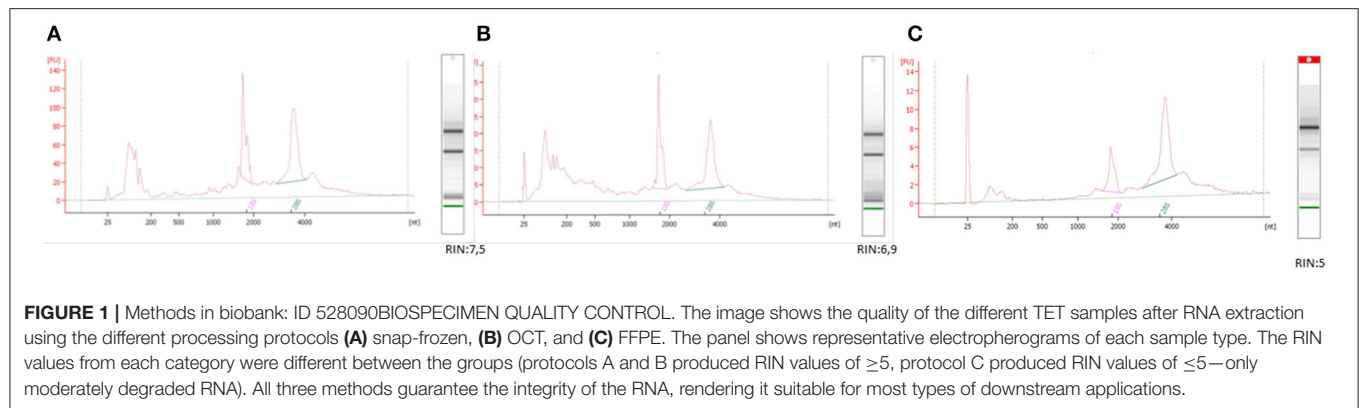 A
B
C
[FU]
140
120
100
80
60
40
20
0
25
200
500
1000
2000
4000
[nt]
18S
28S
RIN:7,5
0
25
200
500
1000
2000
4000
[nt]
18S
28S
RIN:6,9
[FU]
14
12
10
8
6
4
2
0
25
200
500
1000
2000
4000
[nt]
18S
28S
RIN:5
FIGURE 1 | Methods in biobank: ID 528090BIOSPECIMEN QUALITY CONTROL. The image shows the quality of the different TET samples after RNA extraction
using the different processing protocols (A) snap-frozen, (B) OCT, and (C) FFPE. The panel shows representative electropherograms of each sample type. The RIN
values from each category were different between the groups (protocols A and B produced RIN values of ≥5, protocol C produced RIN values of ≤5—only
moderately degraded RNA). All three methods guarantee the integrity of the RNA, rendering it suitable for most types of downstream applications.